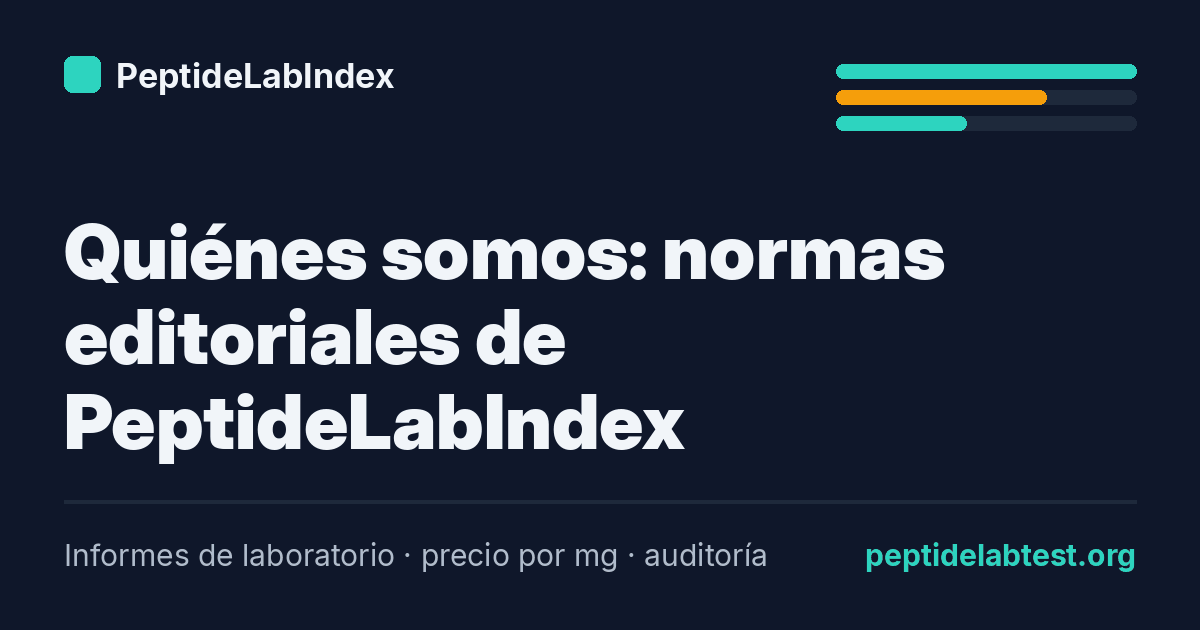 PeptideLabIndex
Quiénes somos: normas
editoriales de
PeptideLabIndex
Informes de laboratorio · precio por mg · auditoría
peptidelabtest.org